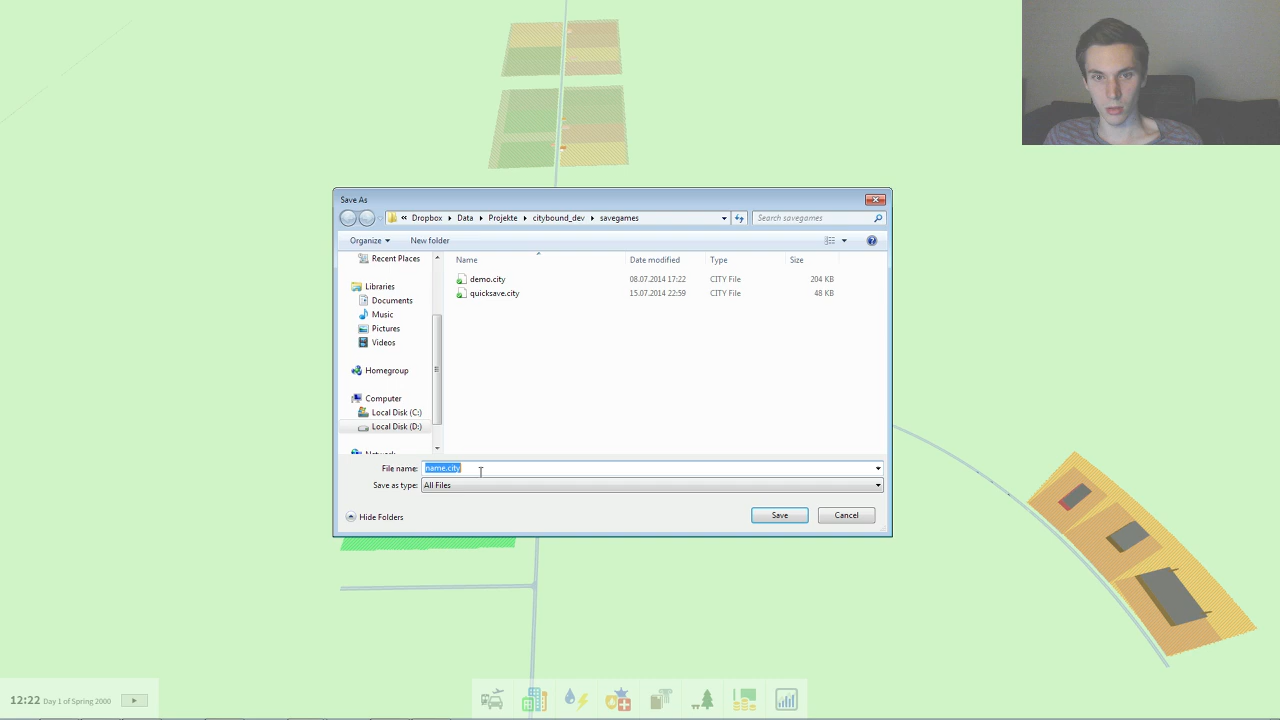 Save As
« Dropbox Data Projekte citybound_dev savegames
Search savegames
Organize New folder
Name Date modified Type Size
Recent Places
Libraries
Documents
Music
Pictures
Videos
Homegroup
Computer
Local Disk (C:)
Local Disk (D:)
demo.city 08.07.2014 17:22 CITY File 204 KB
quicksave.city 15.07.2014 22:59 CITY File 48 KB
File name: name.city
Save as type: All Files
Hide Folders
Save Cancel
12:22 Day 1 of Spring 2000